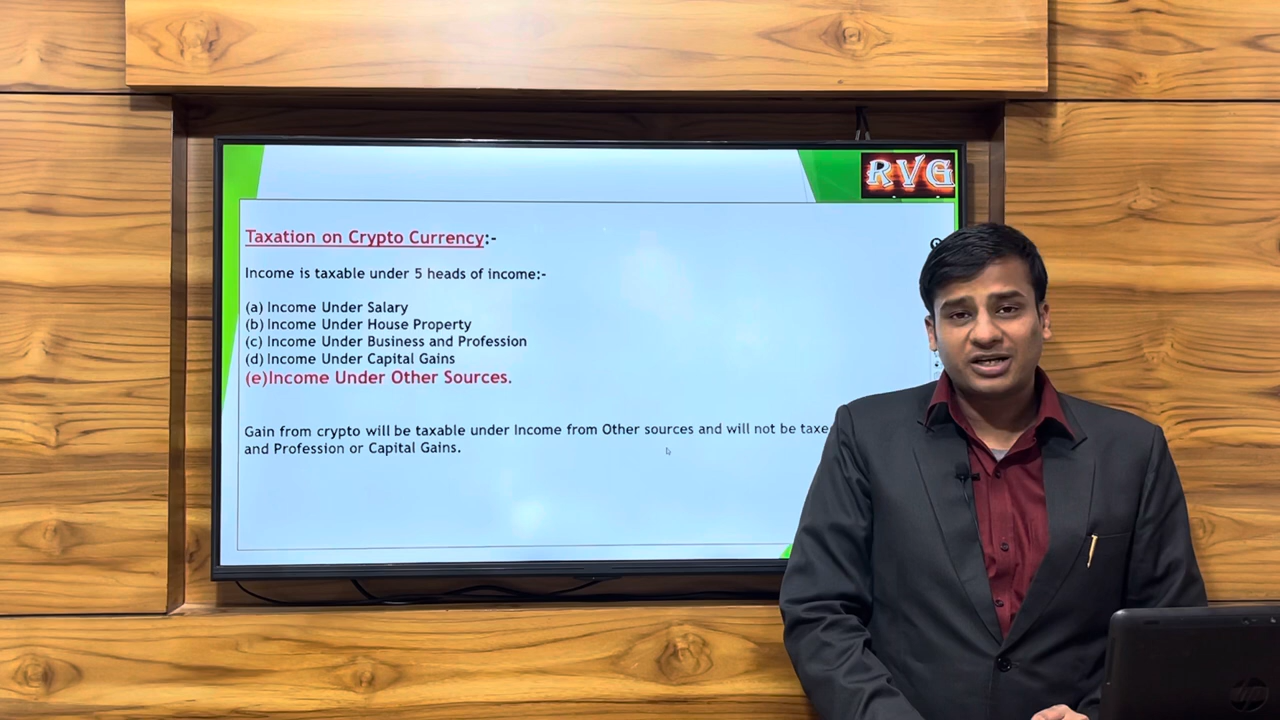 RVG
Taxation on Crypto Currency:-
Income is taxable under 5 heads of income:-
(a) Income Under Salary
(b) Income Under House Property
(c) Income Under Business and Profession
(d) Income Under Capital Gains
(e)Income Under Other Sources.
Gain from crypto will be taxable under Income from Other sources and will not be
and Profession or Capital Gains.
hp